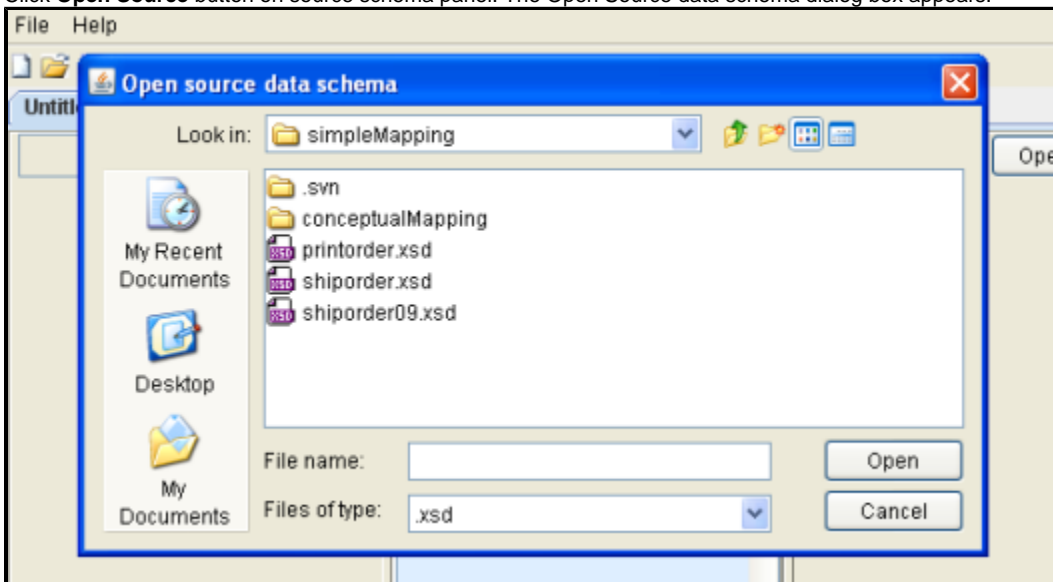 Click Open Source button on source schema panel. The Open Source data schema dialog box appears.
File Help
Open source data schema
Untitl
Look in: simpleMapping
Ope
.svn
conceptualMapping
printorder.xsd
shiporder.xsd
shiporder09.xsd
My Recent
Documents
Desktop
My
Documents
File name:
Open
Files of type: .xsd
Cancel